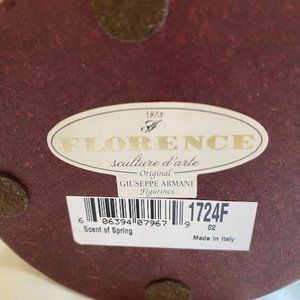 1973
FLORENCE
sculture d'arte
Original
GIUSEPPE ARMANI
Figurines
1724F
6 06394 07967 9
02
Scent of Spring
Made in Italy